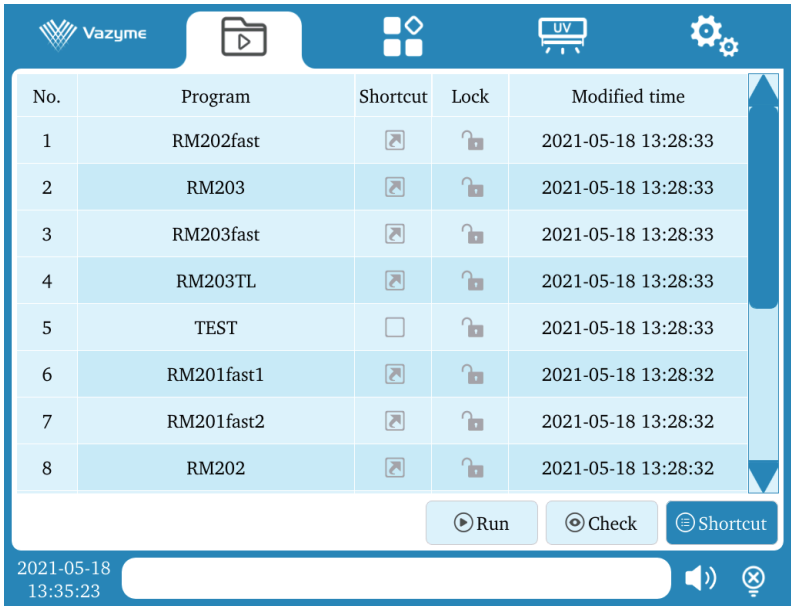 Vazyme
UV
No. Program Shortcut Lock Modified time
1 RM202fast 2021-05-18 13:28:33
2 RM203 2021-05-18 13:28:33
3 RM203fast 2021-05-18 13:28:33
4 RM203TL 2021-05-18 13:28:33
5 TEST 2021-05-18 13:28:33
6 RM201fast1 2021-05-18 13:28:32
7 RM201fast2 2021-05-18 13:28:32
8 RM202 2021-05-18 13:28:32
Run Check Shortcut
2021-05-18
13:35:23